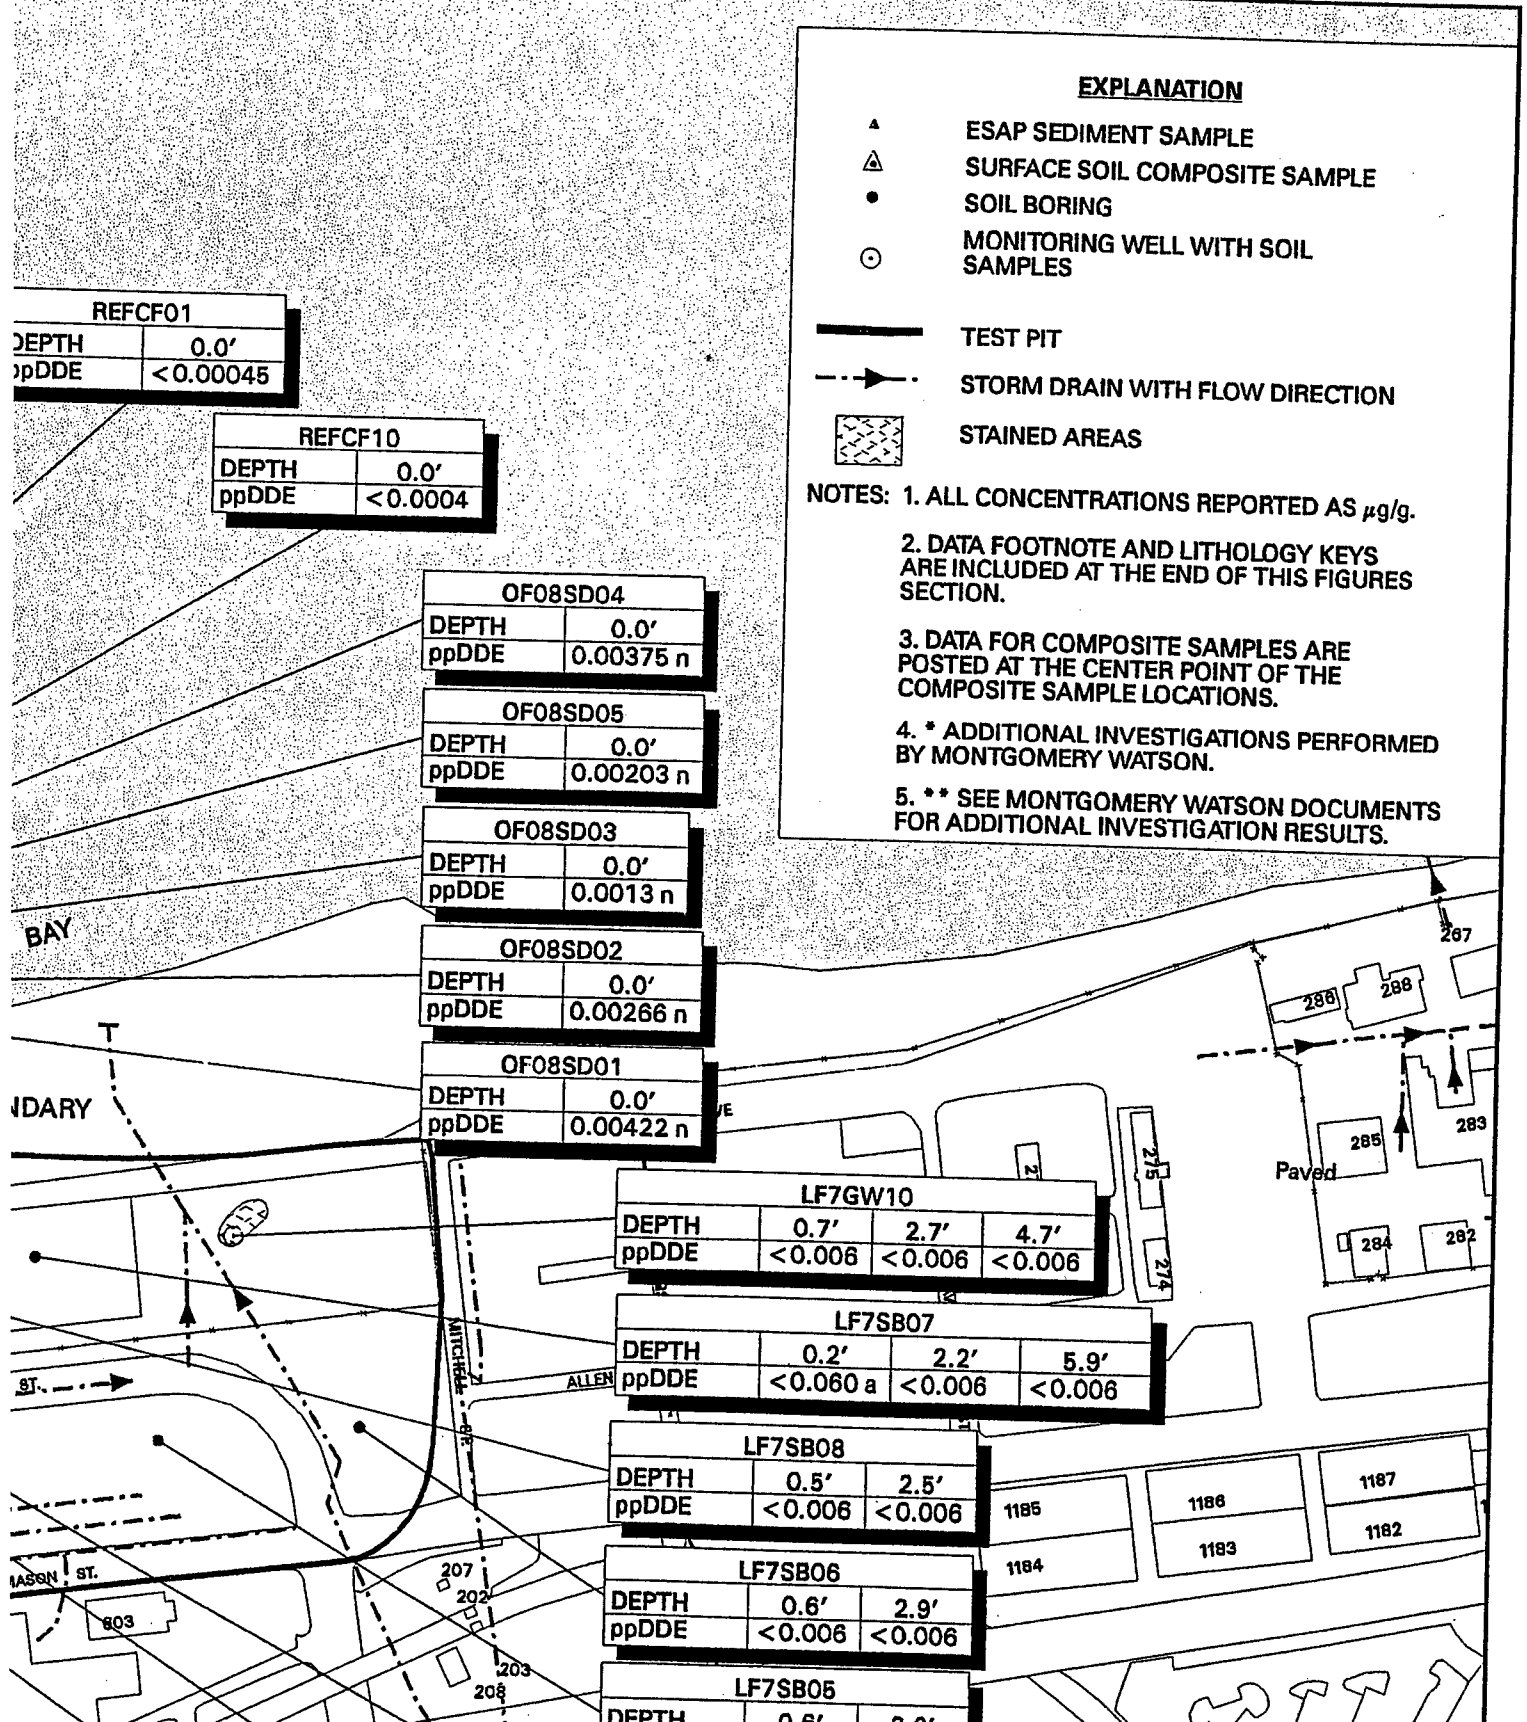 EXPLANATION
ESAP SEDIMENT SAMPLE
SURFACE SOIL COMPOSITE SAMPLE
SOIL BORING
MONITORING WELL WITH SOIL
SAMPLES
TEST PIT
STORM DRAIN WITH FLOW DIRECTION
STAINED AREAS
NOTES: 1. ALL CONCENTRATIONS REPORTED AS µg/g.
2. DATA FOOTNOTE AND LITHOLOGY KEYS
ARE INCLUDED AT THE END OF THIS FIGURES
SECTION.
3. DATA FOR COMPOSITE SAMPLES ARE
POSTED AT THE CENTER POINT OF THE
COMPOSITE SAMPLE LOCATIONS.
4. * ADDITIONAL INVESTIGATIONS PERFORMED
BY MONTGOMERY WATSON.
5. ** SEE MONTGOMERY WATSON DOCUMENTS
FOR ADDITIONAL INVESTIGATION RESULTS.
REFCF01
DEPTH 0.0′
ppDDE <0.00045
REFCF10
DEPTH 0.0′
ppDDE <0.0004
OF08SD04
DEPTH 0.0′
ppDDE 0.00375 n
OF08SD05
DEPTH 0.0′
ppDDE 0.00203 n
OF08SD03
DEPTH 0.0′
ppDDE 0.0013 n
BAY
OF08SD02
DEPTH 0.0′
ppDDE 0.00266 n
OF08SD01
DEPTH 0.0′
ppDDE 0.00422 n
NDARY
VE
267
286
288
283
285
Paved
275
284
282
274
LF7GW10
DEPTH 0.7′ 2.7′ 4.7′
ppDDE <0.006 <0.006 <0.006
LF7SB07
DEPTH 0.2′ 2.2′ 5.9′
ppDDE <0.060 a <0.006 <0.006
MITCHELL ST.
ALLEN
ST.
LF7SB08
DEPTH 0.5′ 2.5′
ppDDE <0.006 <0.006
1185
1186
1187
1184
1183
1182
LF7SB06
DEPTH 0.6′ 2.9′
ppDDE <0.006 <0.006
MASON ST.
803
207
202
203
208
LF7SB05
DEPTH 0.6′